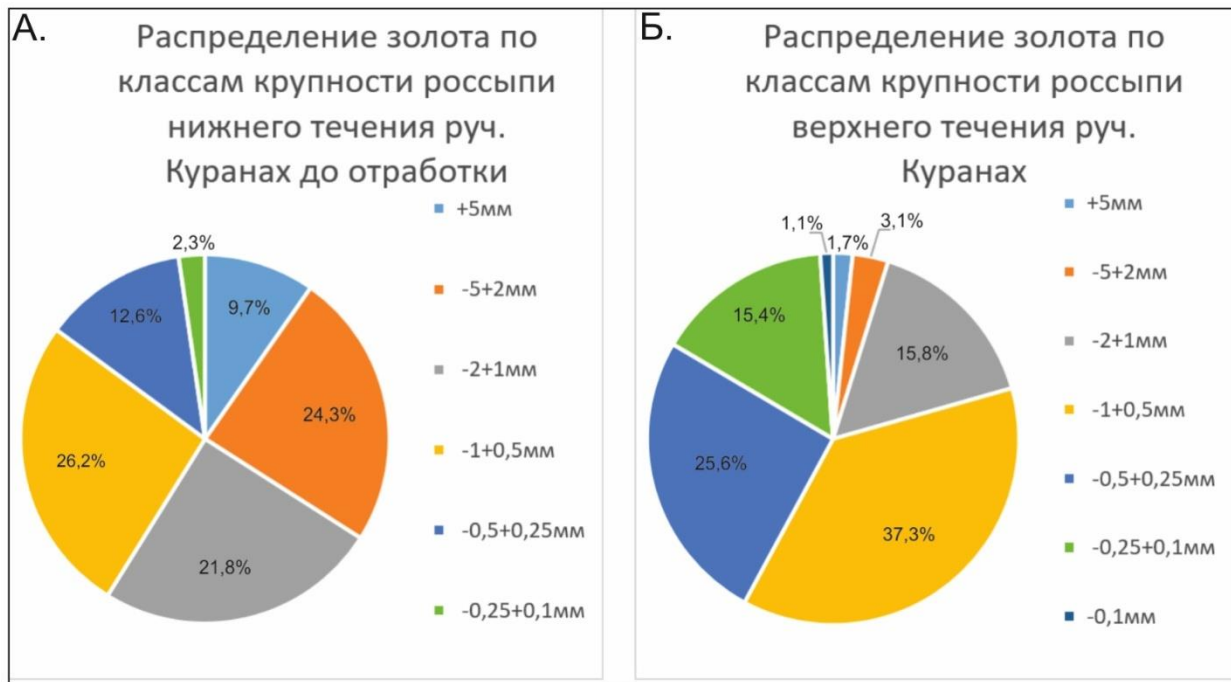 А.
Распределение золота по
классам крупности россыпи
нижнего течения руч.
Куранах до отработки
+5мм
-5+2мм
-2+1мм
-1+0,5мм
-0,5+0,25мм
-0,25+0,1мм
2,3%
9,7%
12,6%
24,3%
26,2%
21,8%
Б.
Распределение золота по
классам крупности россыпи
верхнего течения руч.
Куранах
+5мм
-5+2мм
-2+1мм
-1+0,5мм
-0,5+0,25мм
-0,25+0,1мм
-0,1мм
1,1%
1,7%
3,1%
15,4%
15,8%
25,6%
37,3%